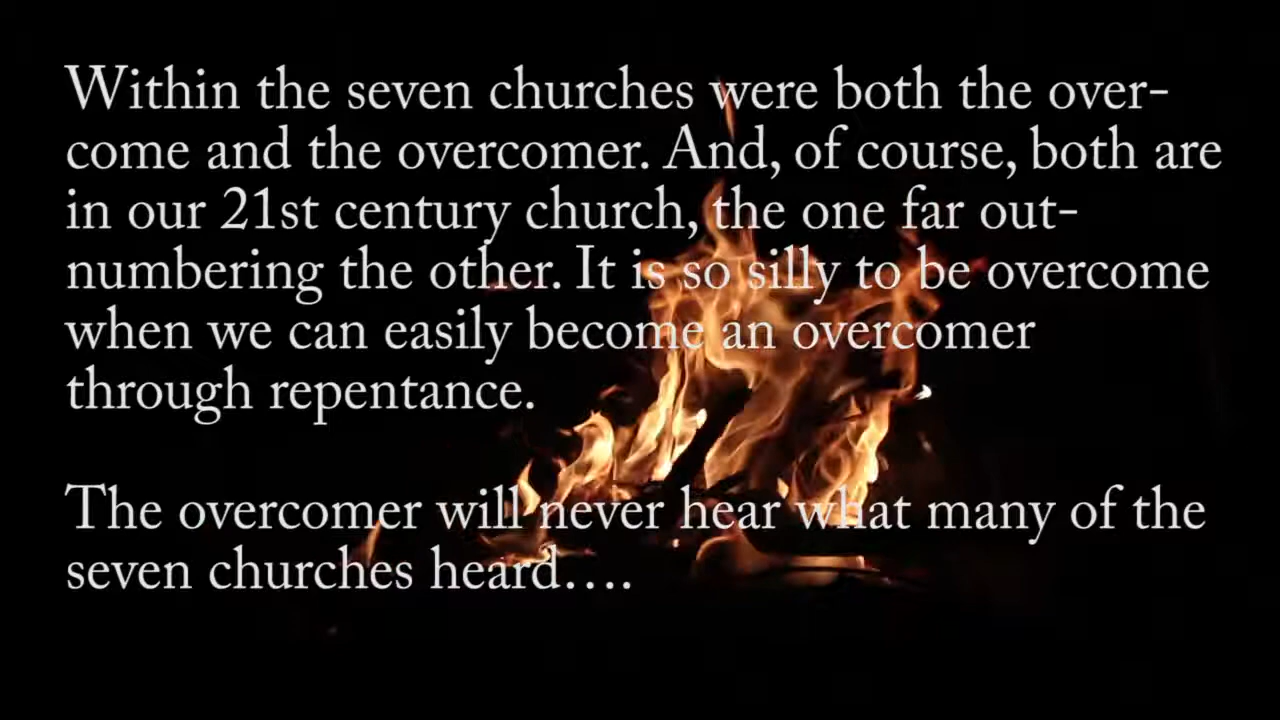 Within the seven churches were both the over-
come and the overcomer. And, of course, both are
in our 21st century church, the one far out-
numbering the other. It is so silly to be overcome
when we can easily become an overcomer
through repentance.
The overcomer will never hear what many of the
seven churches heard….